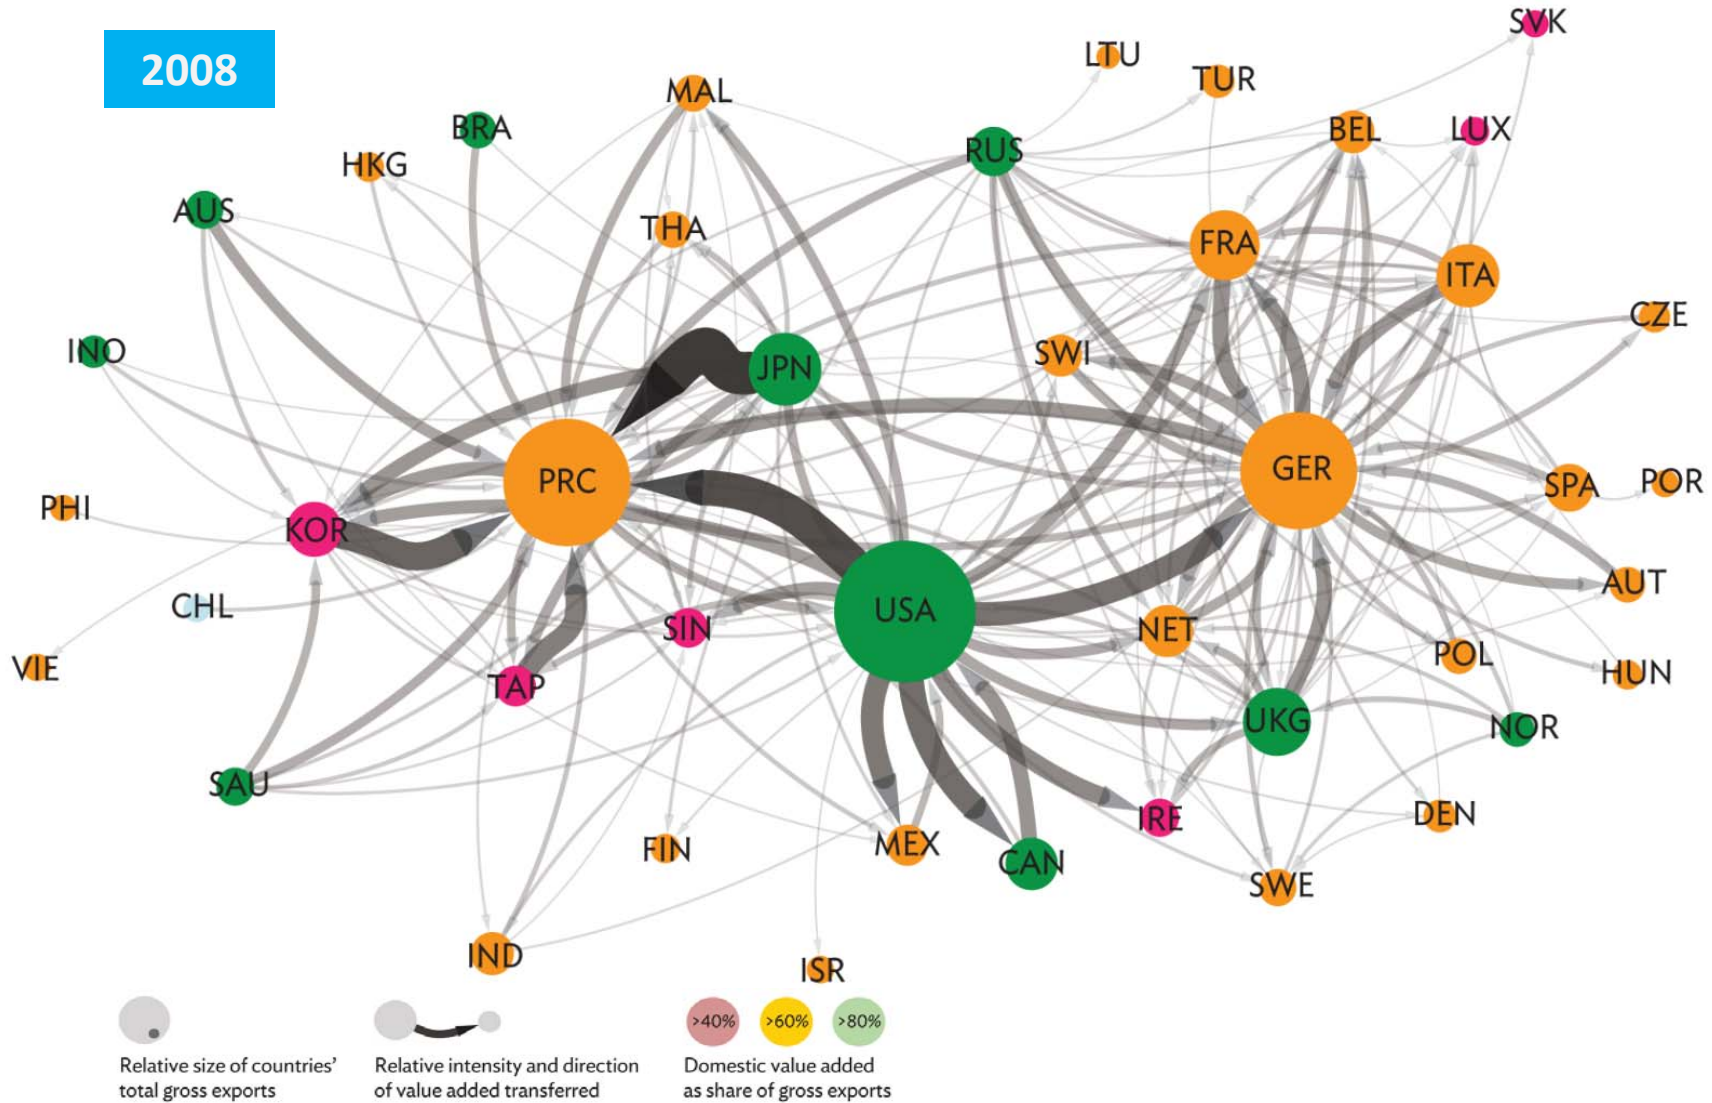 2008
SVK
LTU
TUR
MAL
BRA
RUS
BEL
LUX
HKG
AUS
THA
FRA
ITA
CZE
INO
JPN
SWI
PRC
GER
SPA
POR
PHI
KOR
AUT
CHL
USA
SIN
NET
POL
HUN
VIE
TAP
UKG
NOR
SAU
IRE
DEN
FIN
MEX
CAN
SWE
IND
ISR
>40%
>60%
>80%
Relative size of countries'
total gross exports
Relative intensity and direction
of value added transferred
Domestic value added
as share of gross exports